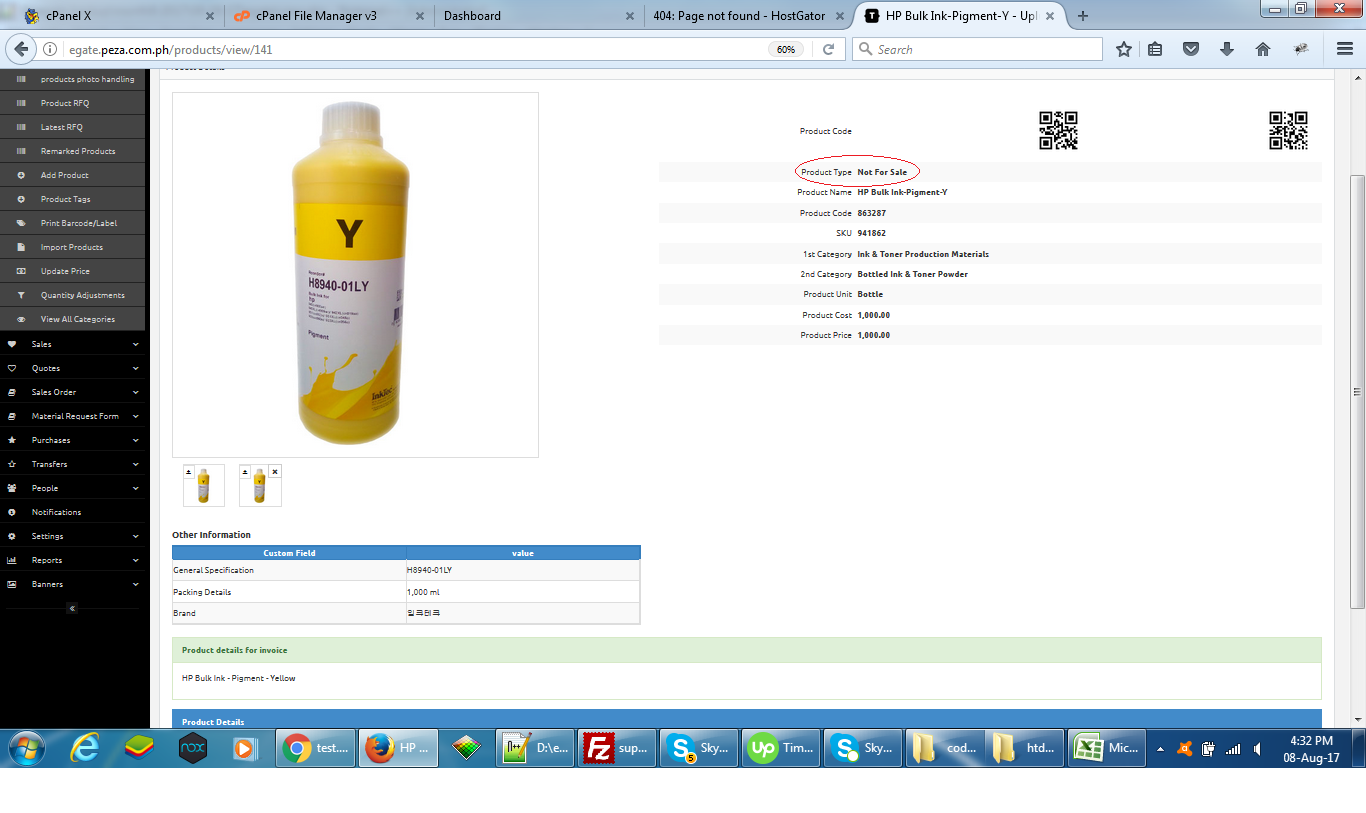 cPanel X
cPanel File Manager v3
Dashboard
404: Page not found - HostGator
HP Bulk Ink-Pigment-Y - Upl
egate.peza.com.ph/products/view/141
60%
Search
products photo handling
Product RFQ
Latest RFQ
Remarked Products
Add Product
Product Tags
Print Barcode/Label
Import Products
Update Price
Quantity Adjustments
View All Categories
Sales
Quotes
Sales Order
Material Request Form
Purchases
Transfers
People
Notifications
Settings
Reports
Banners
Y
H8940-01LY
Pigment
InkTec
Product Code
Product Type Not For Sale
Product Name HP Bulk Ink-Pigment-Y
Product Code 863287
SKU 941862
1st Category Ink & Toner Production Materials
2nd Category Bottled Ink & Toner Powder
Product Unit Bottle
Product Cost 1,000.00
Product Price 1,000.00
Other Information
Custom Field value
General Specification H8940-01LY
Packing Details 1,000 ml
Brand 잉크테크
Product details for invoice
HP Bulk Ink - Pigment - Yellow
Product Details
nox
test....
HP ...
D:\e...
sup...
Sky...
5
Up
Tim...
Sky...
cod...
htd...
Mic...
4:32 PM
08-Aug-17